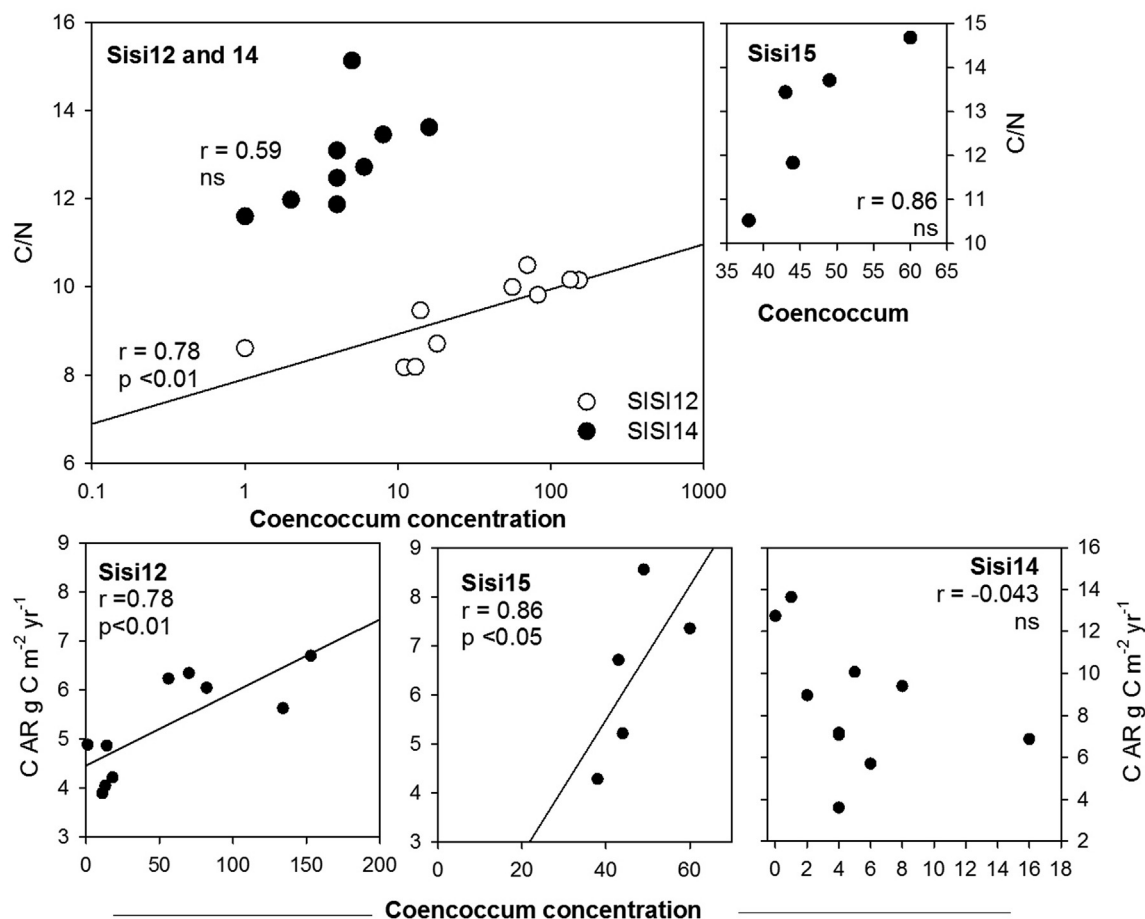 Sisi12 and 14
r = 0.59
ns
r = 0.78
p <0.01
SISI12
SISI14
C/N
16
14
12
10
8
6
0.1 1 10 100 1000
Coencoccum concentration
Sisi15
r = 0.86
ns
15
14
13
12
11
10
C/N
35 40 45 50 55 60 65
Coencoccum
Sisi12
r =0.78
p<0.01
C AR g C m⁻² yr⁻¹
9
8
7
6
5
4
3
0 50 100 150 200
Sisi15
r = 0.86
p <0.05
9
8
7
6
5
4
3
0 20 40 60
Sisi14
r = -0.043
ns
16
14
12
10
8
6
4
2
C AR g C m⁻² yr⁻¹
0 2 4 6 8 10 12 14 16 18
Coencoccum concentration